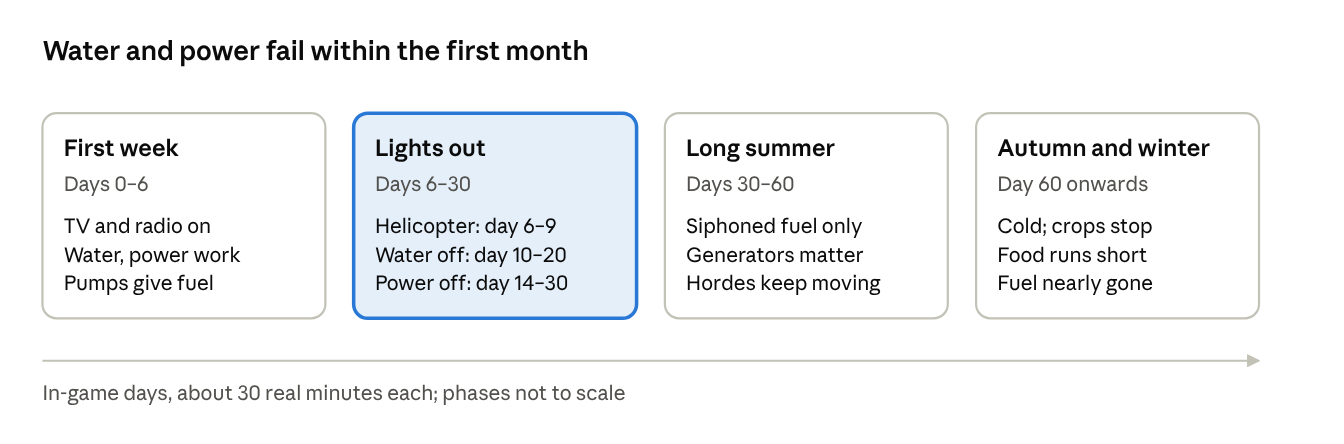 Water and power fail within the first month
First week
Days 0–6
TV and radio on
Water, power work
Pumps give fuel
Lights out
Days 6–30
Helicopter: day 6–9
Water off: day 10–20
Power off: day 14–30
Long summer
Days 30–60
Siphoned fuel only
Generators matter
Hordes keep moving
Autumn and winter
Day 60 onwards
Cold; crops stop
Food runs short
Fuel nearly gone
In-game days, about 30 real minutes each; phases not to scale